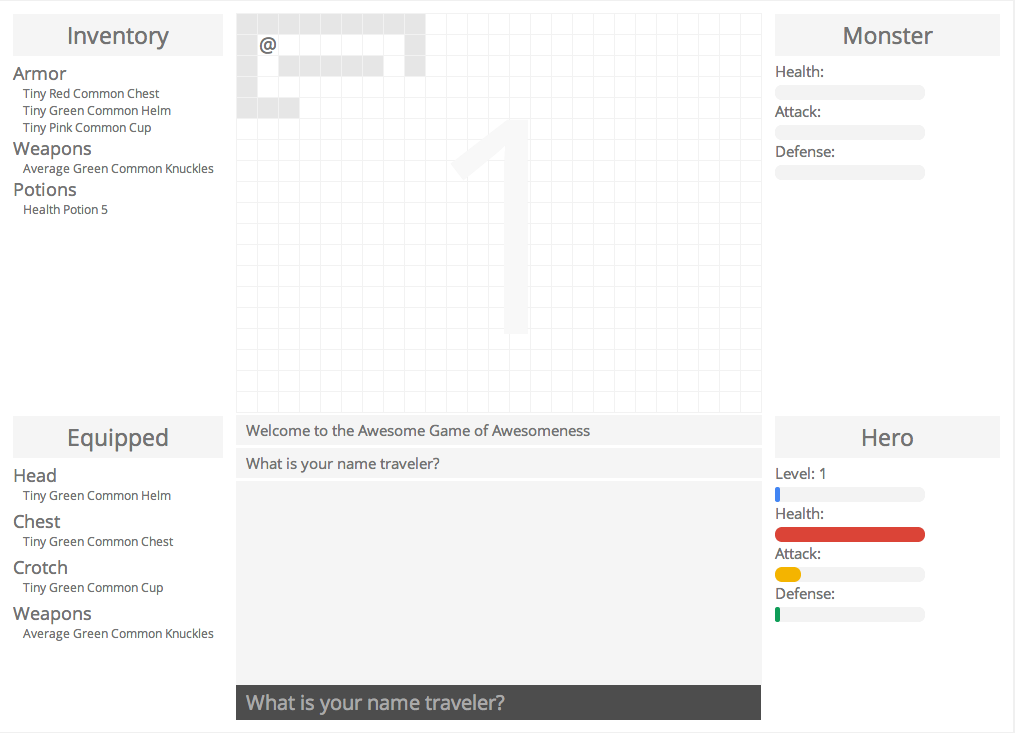 Inventory
Armor
Tiny Red Common Chest
Tiny Green Common Helm
Tiny Pink Common Cup
Weapons
Average Green Common Knuckles
Potions
Health Potion 5
Equipped
Head
Tiny Green Common Helm
Chest
Tiny Green Common Chest
Crotch
Tiny Green Common Cup
Weapons
Average Green Common Knuckles
@
1
Welcome to the Awesome Game of Awesomeness
What is your name traveler?
What is your name traveler?
Monster
Health:
Attack:
Defense:
Hero
Level: 1
Health:
Attack:
Defense: